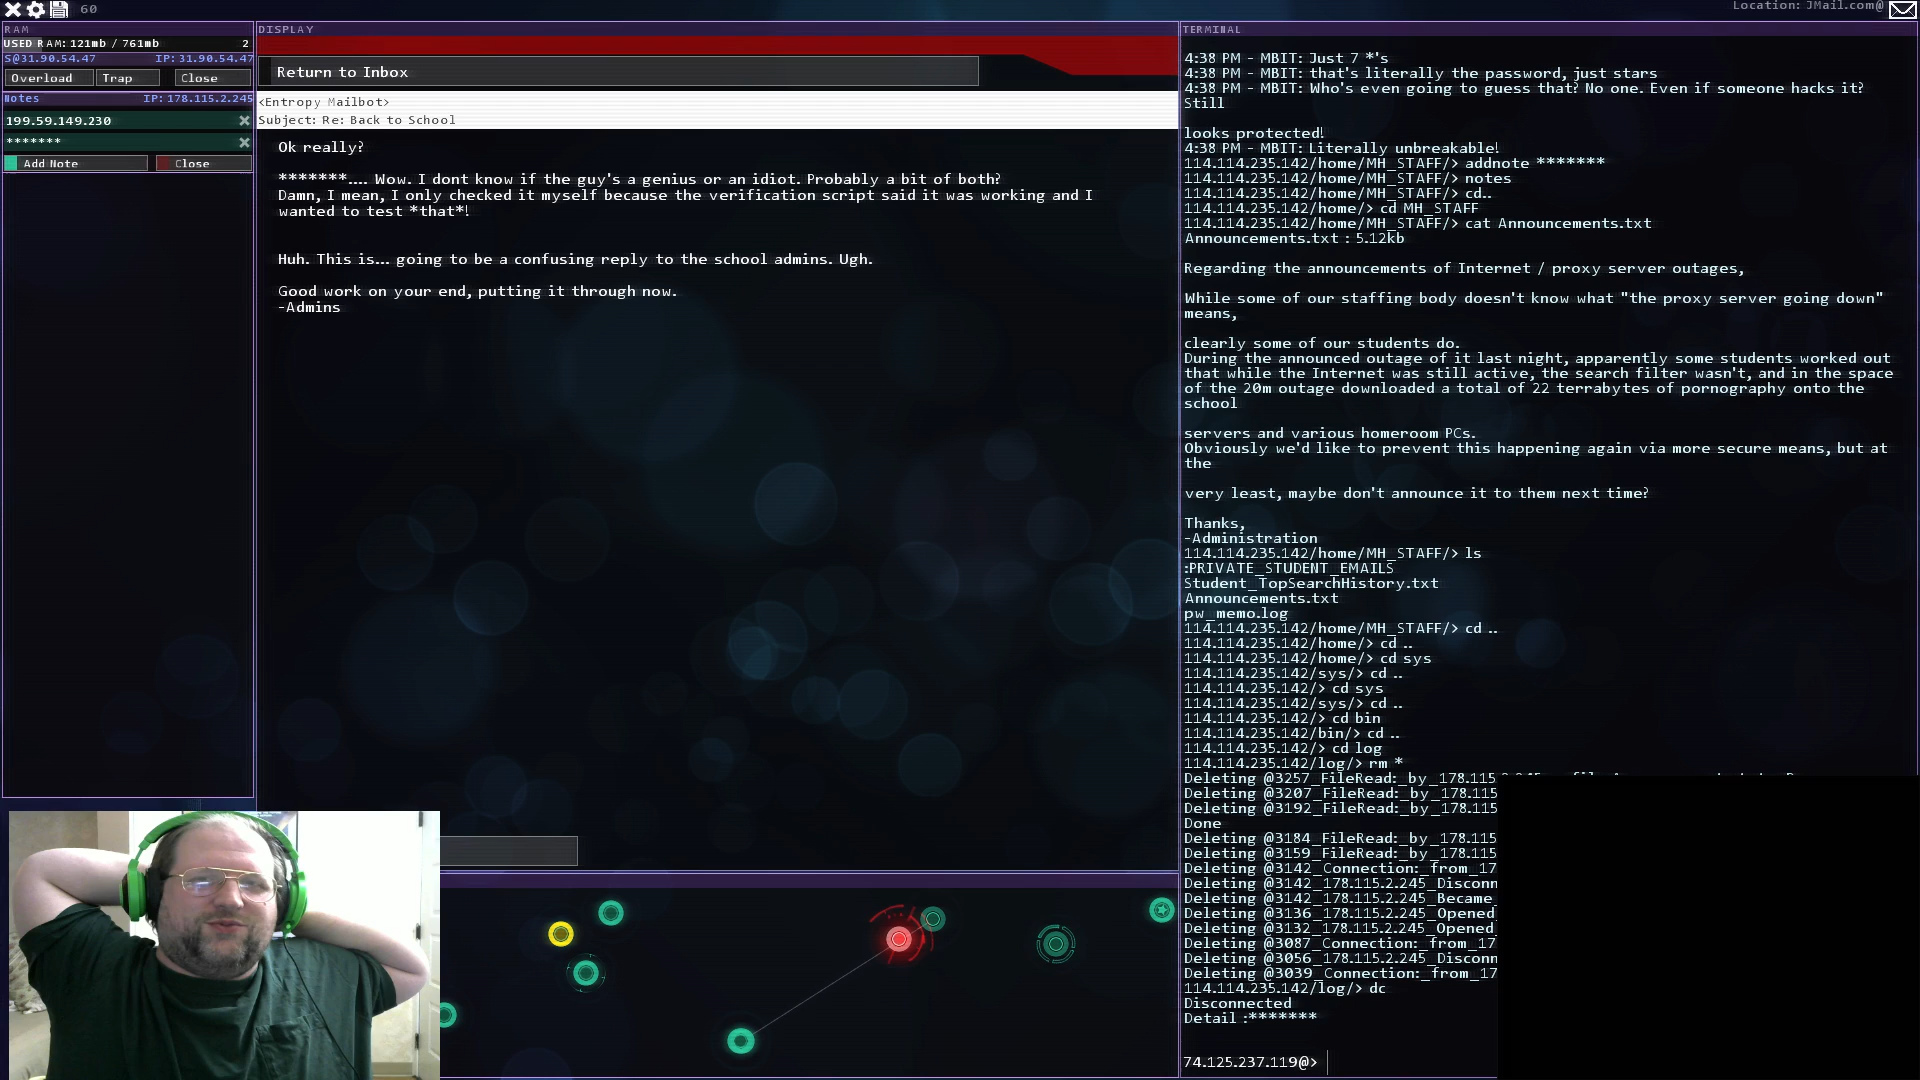 60
Location: JMail.com@
RAM
USED RAM: 121mb / 761mb 2
S@31.90.54.47 IP: 31.90.54.47
Overload Trap Close
Notes IP: 178.115.2.245
199.59.149.230
*******
Add Note Close
DISPLAY
Return to Inbox
<Entropy Mailbot>
Subject: Re: Back to School
Ok really?
*******.... Wow. I dont know if the guy's a genius or an idiot. Probably a bit of both?
Damn, I mean, I only checked it myself because the verification script said it was working and I
wanted to test *that*!
Huh. This is... going to be a confusing reply to the school admins. Ugh.
Good work on your end, putting it through now.
-Admins
TERMINAL
4:38 PM - MBIT: Just 7 *'s
4:38 PM - MBIT: that's literally the password, just stars
4:38 PM - MBIT: Who's even going to guess that? No one. Even if someone hacks it?
Still
looks protected!
4:38 PM - MBIT: Literally unbreakable!
114.114.235.142/home/MH_STAFF/> addnote *******
114.114.235.142/home/MH_STAFF/> notes
114.114.235.142/home/MH_STAFF/> cd..
114.114.235.142/home/> cd MH_STAFF
114.114.235.142/home/MH_STAFF/> cat Announcements.txt
Announcements.txt : 5.12kb
Regarding the announcements of Internet / proxy server outages,
While some of our staffing body doesn't know what "the proxy server going down"
means,
clearly some of our students do.
During the announced outage of it last night, apparently some students worked out
that while the Internet was still active, the search filter wasn't, and in the space
of the 20m outage downloaded a total of 22 terrabytes of pornography onto the
school
servers and various homeroom PCs.
Obviously we'd like to prevent this happening again via more secure means, but at
the
very least, maybe don't announce it to them next time?
Thanks,
-Administration
114.114.235.142/home/MH_STAFF/> ls
:PRIVATE_STUDENT_EMAILS
Student_TopSearchHistory.txt
Announcements.txt
pw_memo.log
114.114.235.142/home/MH_STAFF/> cd ..
114.114.235.142/home/> cd ..
114.114.235.142/home/> cd sys
114.114.235.142/sys/> cd ..
114.114.235.142/> cd sys
114.114.235.142/sys/> cd ..
114.114.235.142/> cd bin
114.114.235.142/bin/> cd ..
114.114.235.142/> cd log
114.114.235.142/log/> rm *
Deleting @3257_FileRead:_by_178.115
Deleting @3207_FileRead:_by_178.115
Deleting @3192_FileRead:_by_178.115
Done
Deleting @3184_FileRead:_by_178.115
Deleting @3159_FileRead:_by_178.115
Deleting @3142_Connection:_from_17
Deleting @3142_178.115.2.245_Disconn
Deleting @3142_178.115.2.245_Became_
Deleting @3136_178.115.2.245_Opened_
Deleting @3132_178.115.2.245_Opened_
Deleting @3087_Connection:_from_17
Deleting @3056_178.115.2.245_Disconn
Deleting @3039_Connection:_from_17
114.114.235.142/log/> dc
Disconnected
Detail :*******
74.125.237.119@>